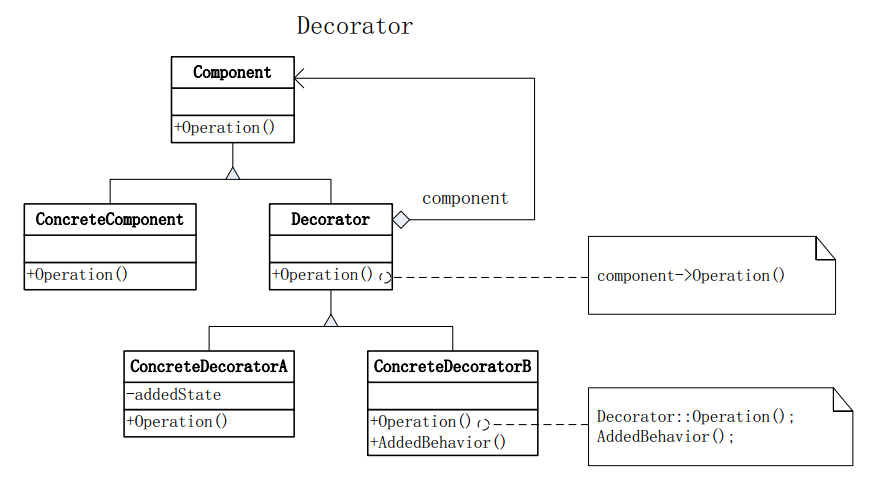 Decorator
Component
+Operation()
component
ConcreteComponent
+Operation()
Decorator
+Operation()
component->Operation()
ConcreteDecoratorA
-addedState
+Operation()
ConcreteDecoratorB
+Operation()
+AddedBehavior()
Decorator::Operation();
AddedBehavior();